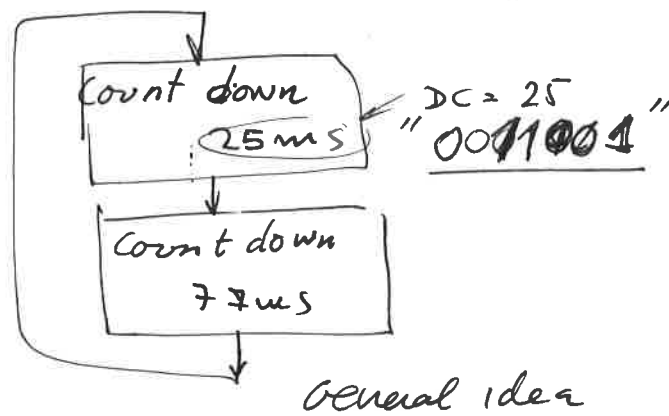 Count down
25ms
DC = 25
"0011001"
Count down
77ms
General idea